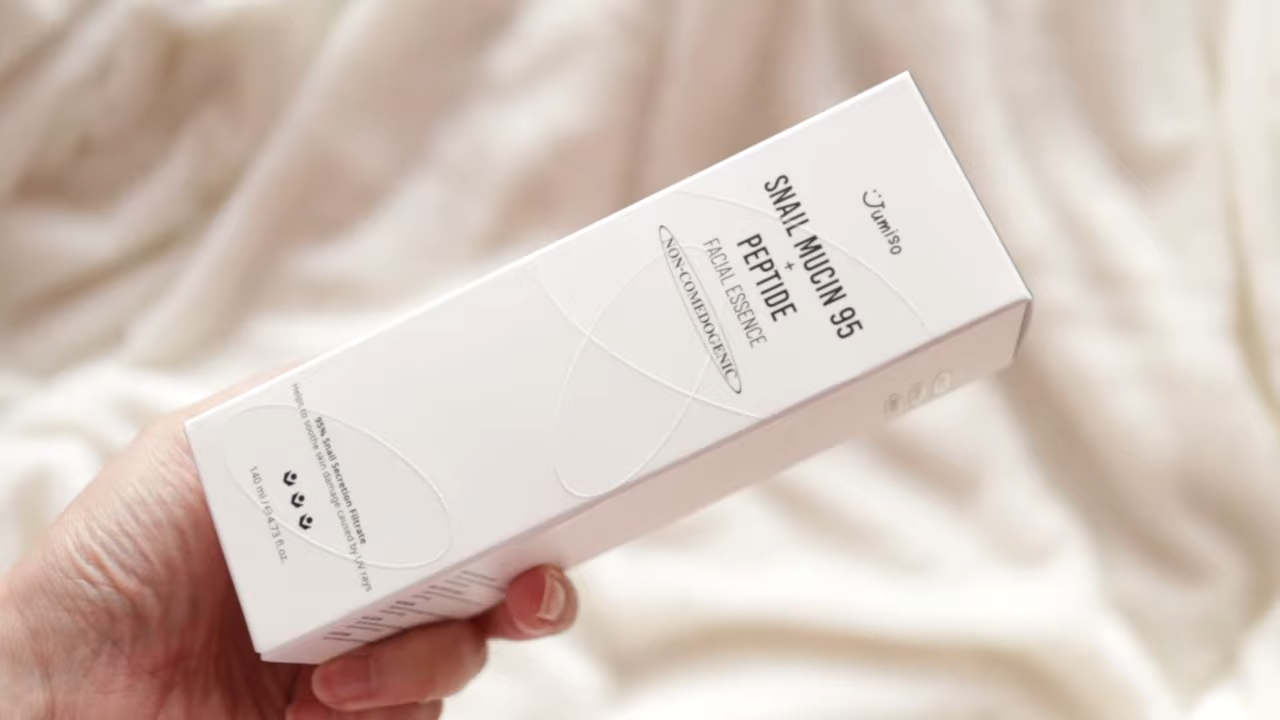 Jumiso
SNAIL MUCIN 95
+
PEPTIDE
FACIAL ESSENCE
NON-COMEDOGENIC
95% Snail Secretion Filtrate
Helps to soothe skin damage caused by UV rays
140 ml / ℮ 4.73 fl.oz.